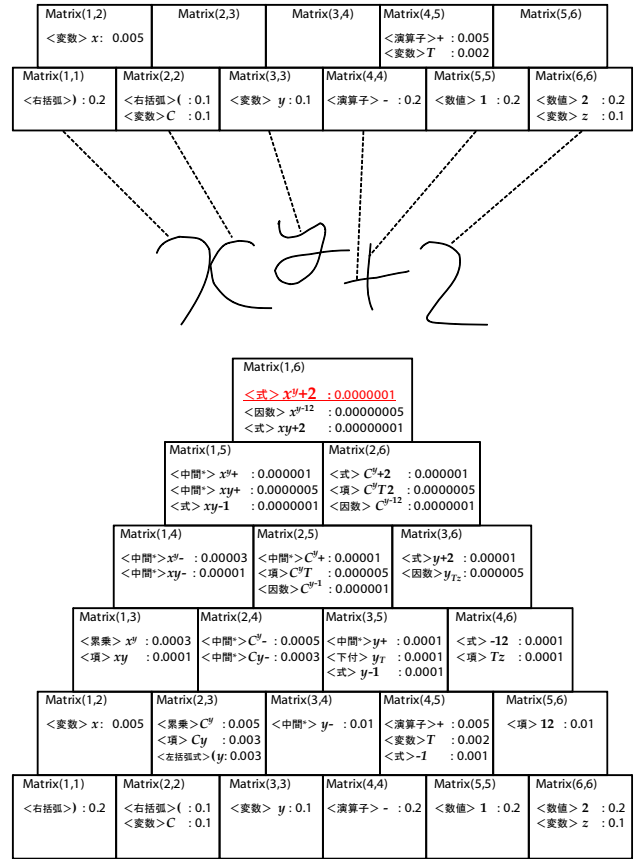 Matrix(1,2) Matrix(2,3) Matrix(3,4) Matrix(4,5) Matrix(5,6)
<変数> x: 0.005 <演算子>+ : 0.005
<変数>T : 0.002
Matrix(1,1) Matrix(2,2) Matrix(3,3) Matrix(4,4) Matrix(5,5) Matrix(6,6)
<右括弧>) : 0.2 <右括弧>( : 0.1 <変数> y : 0.1 <演算子> - : 0.2 <数値> 1 : 0.2 <数値> 2 : 0.2
<変数>C : 0.1 <変数> z : 0.1
x^y+2
Matrix(1,6)
<式> x^y+2 : 0.0000001
<因数> x^{y-12} : 0.00000005
<式> xy+2 : 0.00000001
Matrix(1,5) Matrix(2,6)
<中間*> x^y+ : 0.000001 <式> C^y+2 : 0.000001
<中間*> xy+ : 0.0000005 <項> C^yT2 : 0.0000005
<式> xy-1 : 0.0000001 <因数> C^{y-12} : 0.0000001
Matrix(1,4) Matrix(2,5) Matrix(3,6)
<中間*>x^y- : 0.00003 <中間*>C^y+ : 0.00001 <式>y+2 : 0.00001
<中間*>xy- : 0.00001 <項>C^yT : 0.000005 <因数>y_{Tz} : 0.000005
<因数>C^{y-1} : 0.000001
Matrix(1,3) Matrix(2,4) Matrix(3,5) Matrix(4,6)
<累乗> x^y : 0.0003 <中間*>C^y- : 0.0005 <中間*>y+ : 0.0001 <式> -12 : 0.0001
<項> xy : 0.0001 <中間*>Cy- : 0.0003 <下付> y_T : 0.0001 <項> Tz : 0.0001
<式> y-1 : 0.0001
Matrix(1,2) Matrix(2,3) Matrix(3,4) Matrix(4,5) Matrix(5,6)
<変数> x: 0.005 <累乗>C^y : 0.005 <中間*> y- : 0.01 <演算子>+ : 0.005 <項> 12 : 0.01
<項> Cy : 0.003 <変数>T : 0.002
<左括弧式>(y: 0.003 <式>-1 : 0.001
Matrix(1,1) Matrix(2,2) Matrix(3,3) Matrix(4,4) Matrix(5,5) Matrix(6,6)
<右括弧>) : 0.2 <右括弧>( : 0.1 <変数> y : 0.1 <演算子> - : 0.2 <数値> 1 : 0.2 <数値> 2 : 0.2
<変数>C : 0.1 <変数> z : 0.1